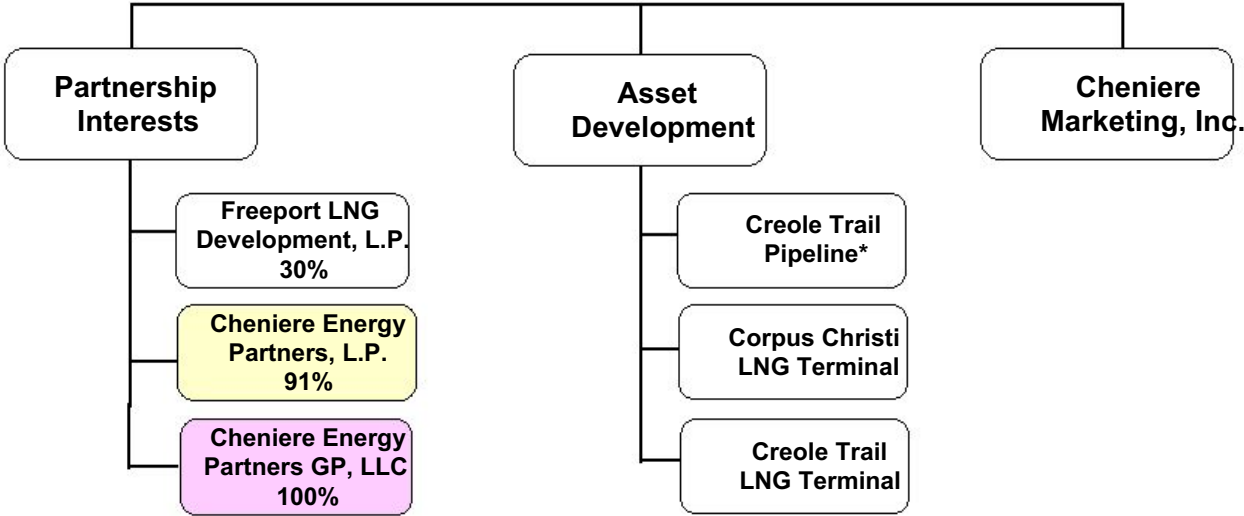 Partnership
Interests
Asset
Development
Cheniere
Marketing, Inc.
Freeport LNG
Development, L.P.
30%
Cheniere Energy
Partners, L.P.
91%
Cheniere Energy
Partners GP, LLC
100%
Creole Trail
Pipeline*
Corpus Christi
LNG Terminal
Creole Trail
LNG Terminal